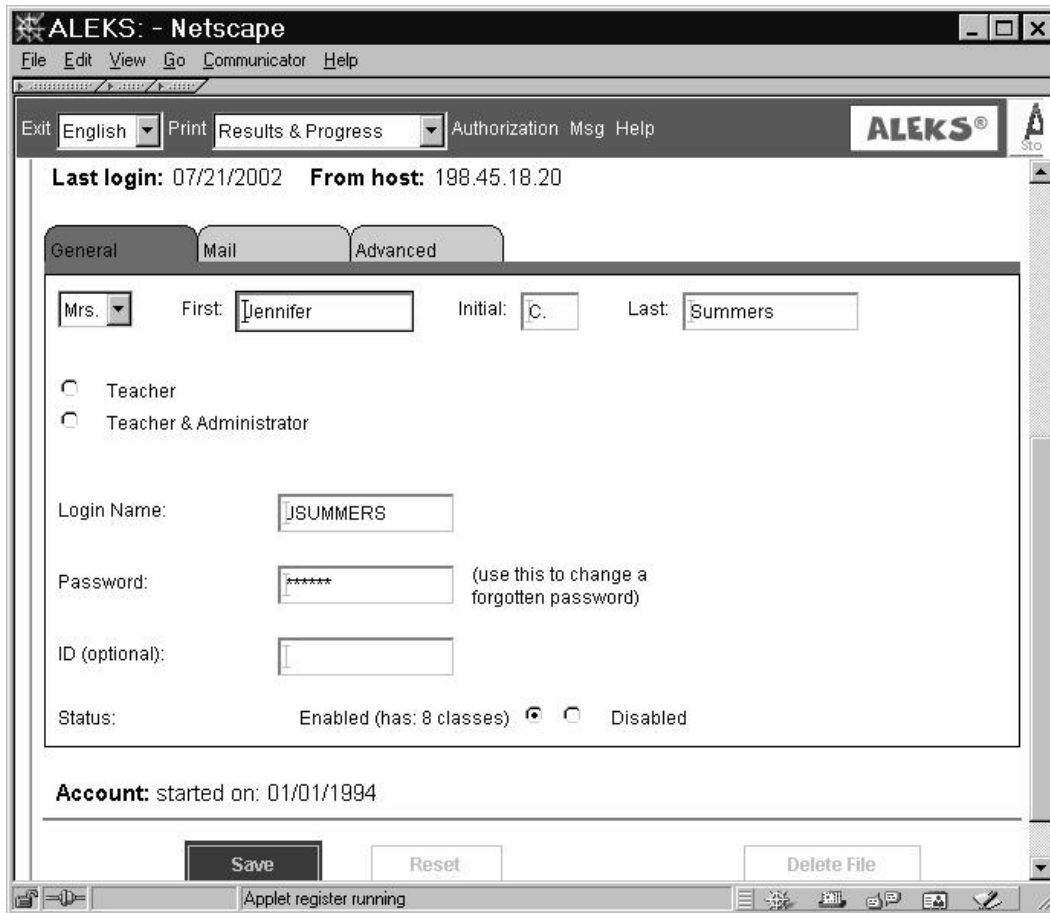 ALEKS: - Netscape
File Edit View Go Communicator Help
Exit English Print Results & Progress Authorization Msg Help ALEKS®
Sto
Last login: 07/21/2002 From host: 198.45.18.20
General Mail Advanced
Mrs. First: Jennifer Initial: C. Last: Summers
Teacher
Teacher & Administrator
Login Name: JSUMMERS
Password: ****** (use this to change a
forgotten password)
ID (optional):
Status: Enabled (has: 8 classes) Disabled
Account: started on: 01/01/1994
Save Reset Delete File
Applet register running